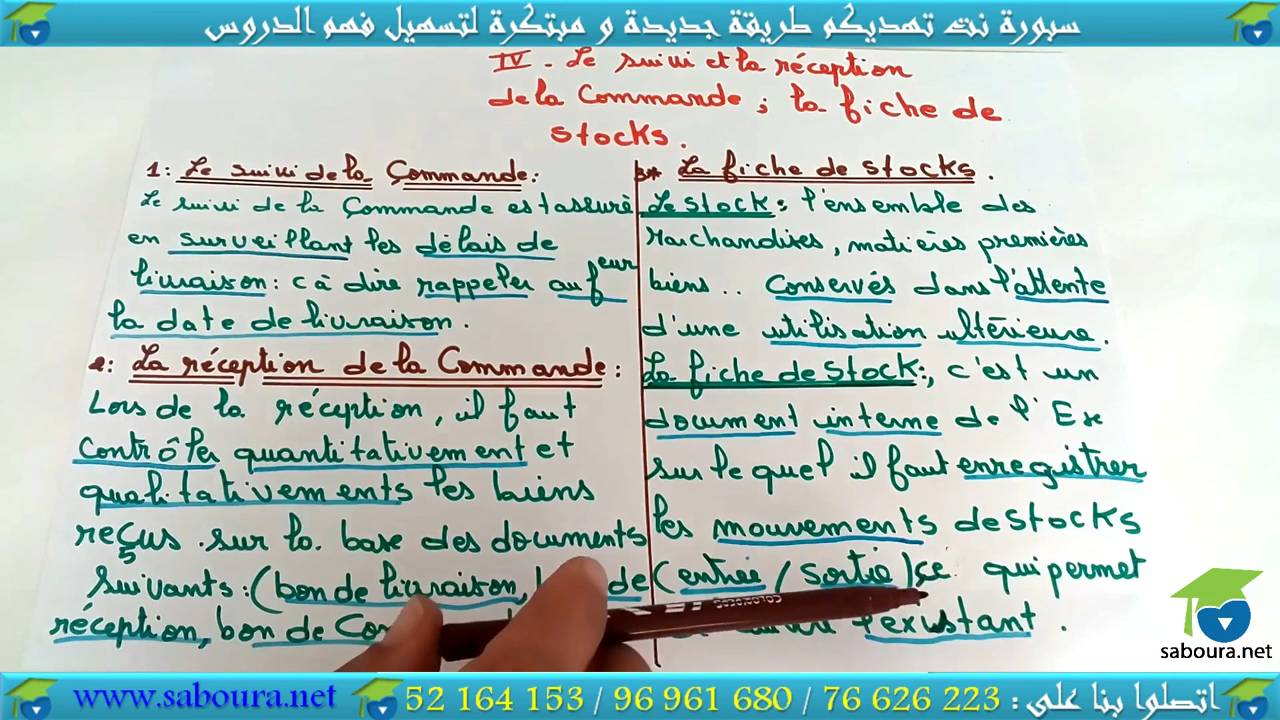 سبورة نت تهديكم طريقة جديدة و مبتكرة لتسهيل فهم الدروس
IV - Le suivi et la réception
de la Commande ; la fiche de
stocks.
1: Le suivi de la Commande:
Le suivi de la Commande est assuré
en surveillant les délais de
livraison : c à dire rappeler au feur
la date de livraison.
2: La réception de la Commande :
Lors de la réception, il faut
Contrôler quantitativement et
qualitativements les biens
reçus . sur la base des documents
suivants : (bon de livraison, de
réception, bon de Co
3* La fiche de stocks .
Le stock : l'ensemble des
marchandises, matières premières
biens .. Conservés dans l'attente
d'une utilisation ultérieure.
La fiche de stock :, c'est un
document interne de l' Ex
sur le quel il faut enregistrer
les mouvements de stocks
(entrée / sortie) çe qui permet
l'existant .
saboura.net
www.saboura.net
52 164 153 / 96 961 680 / 76 626 223 : اتصلوا بنا على